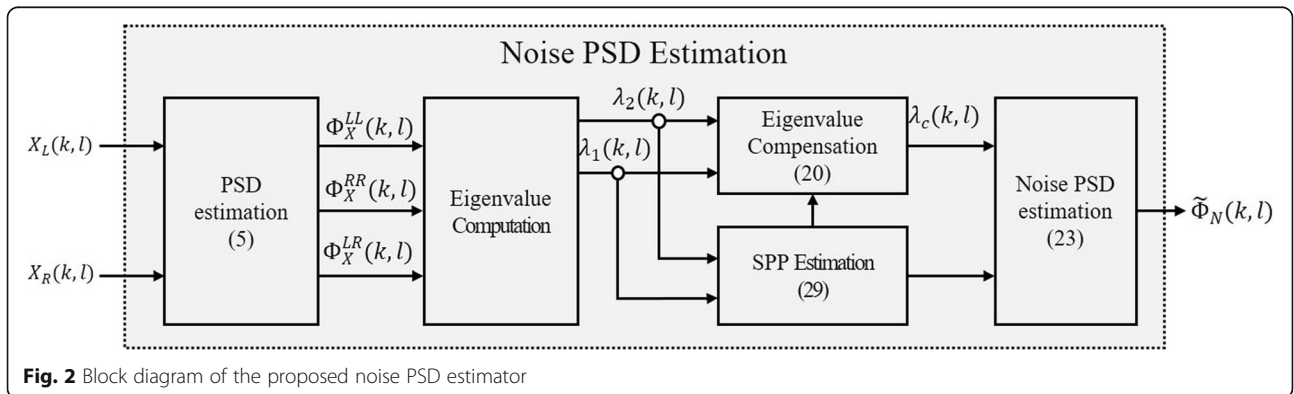 Noise PSD Estimation
X_L(k,l)
X_R(k,l)
PSD
estimation
(5)
Φ_X^{LL}(k,l)
Φ_X^{RR}(k,l)
Φ_X^{LR}(k,l)
Eigenvalue
Computation
λ_2(k,l)
λ_1(k,l)
Eigenvalue
Compensation
(20)
SPP Estimation
(29)
λ_c(k,l)
Noise PSD
estimation
(23)
Φ̃_N(k,l)
Fig. 2 Block diagram of the proposed noise PSD estimator